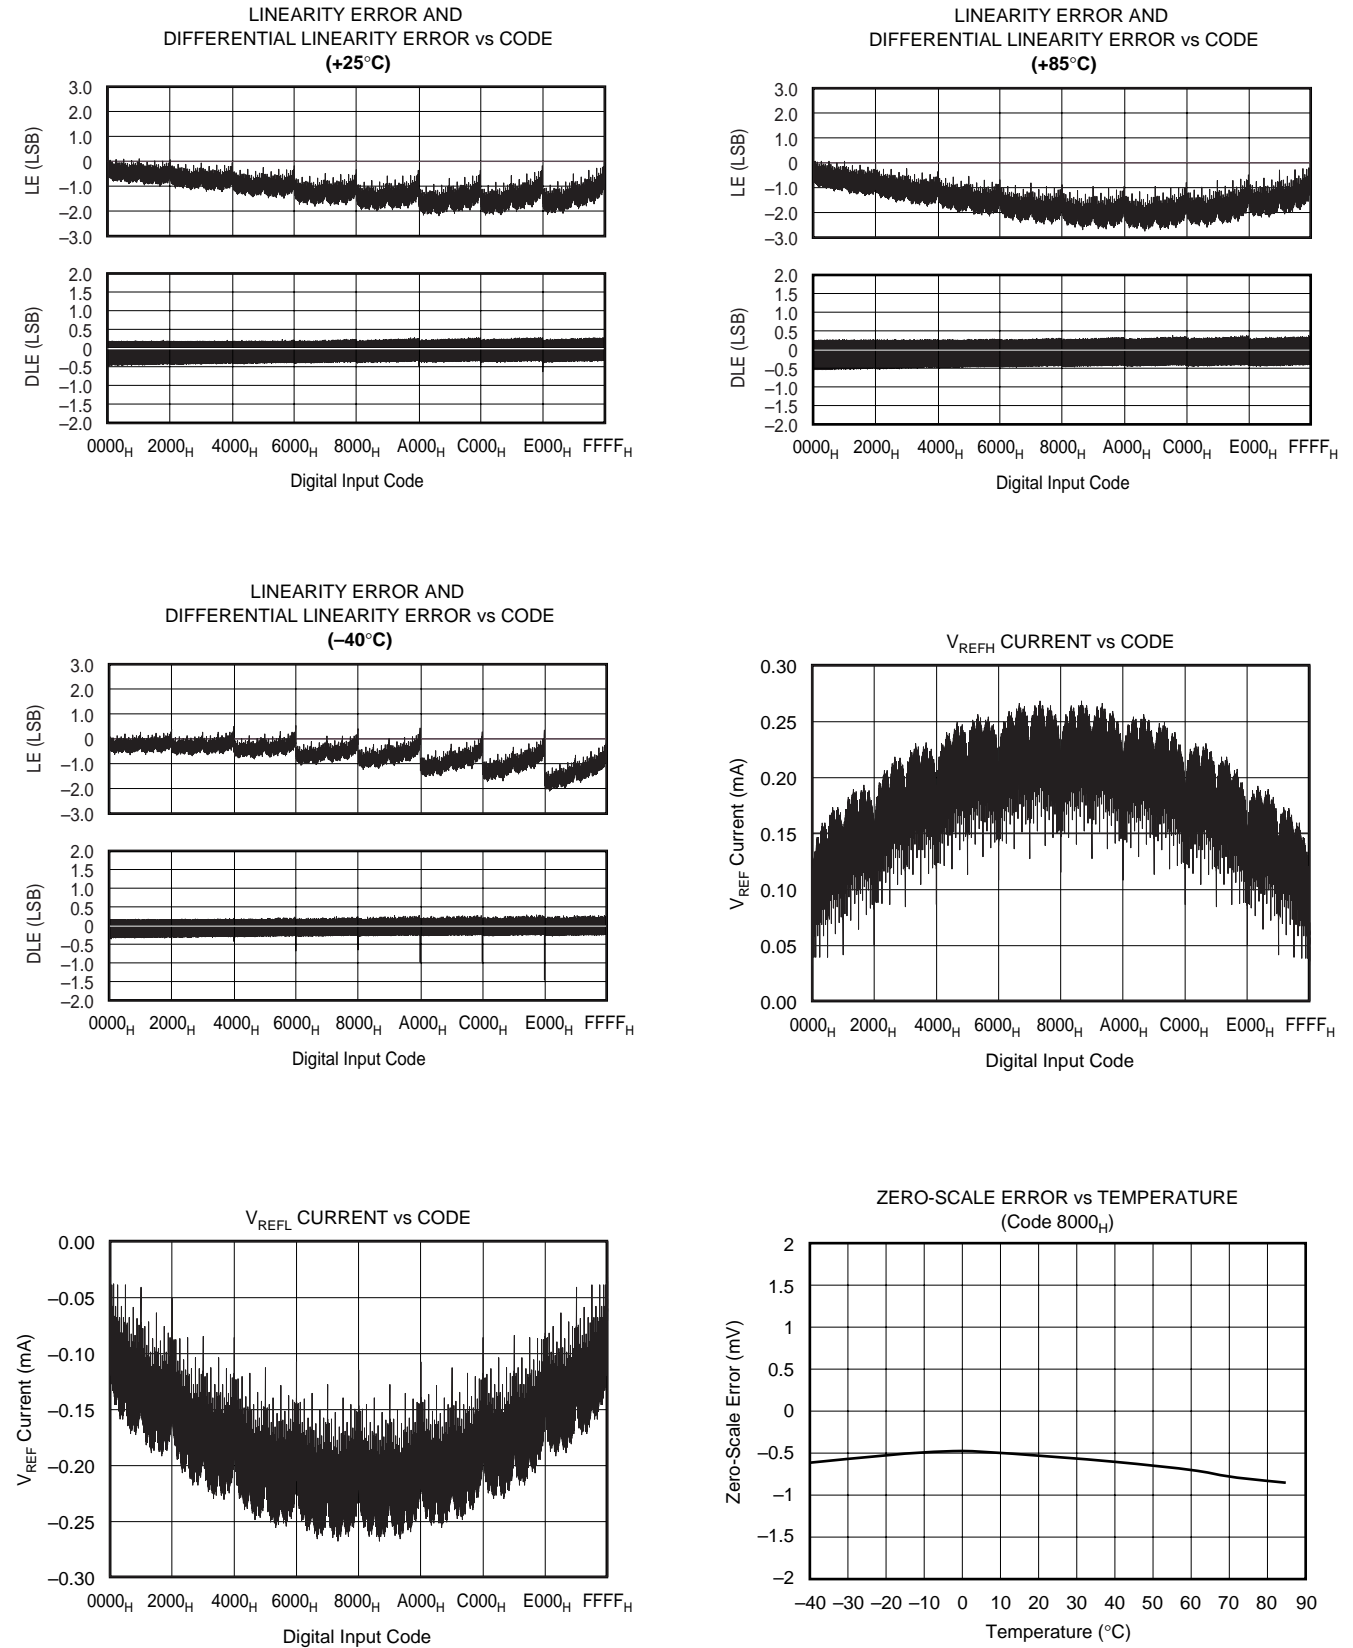 LINEARITY ERROR AND
DIFFERENTIAL LINEARITY ERROR vs CODE
(+25°C)
3.0
2.0
1.0
0
–1.0
–2.0
–3.0
LE (LSB)
2.0
1.5
1.0
0.5
0
–0.5
–1.0
–1.5
–2.0
DLE (LSB)
0000H 2000H 4000H 6000H 8000H A000H C000H E000H FFFFH
Digital Input Code
LINEARITY ERROR AND
DIFFERENTIAL LINEARITY ERROR vs CODE
(+85°C)
3.0
2.0
1.0
0
–1.0
–2.0
–3.0
LE (LSB)
2.0
1.5
1.0
0.5
0
–0.5
–1.0
–1.5
–2.0
DLE (LSB)
0000H 2000H 4000H 6000H 8000H A000H C000H E000H FFFFH
Digital Input Code
LINEARITY ERROR AND
DIFFERENTIAL LINEARITY ERROR vs CODE
(–40°C)
3.0
2.0
1.0
0
–1.0
–2.0
–3.0
LE (LSB)
2.0
1.5
1.0
0.5
0
–0.5
–1.0
–1.5
–2.0
DLE (LSB)
0000H 2000H 4000H 6000H 8000H A000H C000H E000H FFFFH
Digital Input Code
VREFH CURRENT vs CODE
0.30
0.25
0.20
0.15
0.10
0.05
0.00
VREF Current (mA)
0000H 2000H 4000H 6000H 8000H A000H C000H E000H FFFFH
Digital Input Code
VREFL CURRENT vs CODE
0.00
–0.05
–0.10
–0.15
–0.20
–0.25
–0.30
VREF Current (mA)
0000H 2000H 4000H 6000H 8000H A000H C000H E000H FFFFH
Digital Input Code
ZERO-SCALE ERROR vs TEMPERATURE
(Code 8000H)
2
1.5
1
0.5
0
–0.5
–1
–1.5
–2
Zero-Scale Error (mV)
–40 –30 –20 –10 0 10 20 30 40 50 60 70 80 90
Temperature (°C)